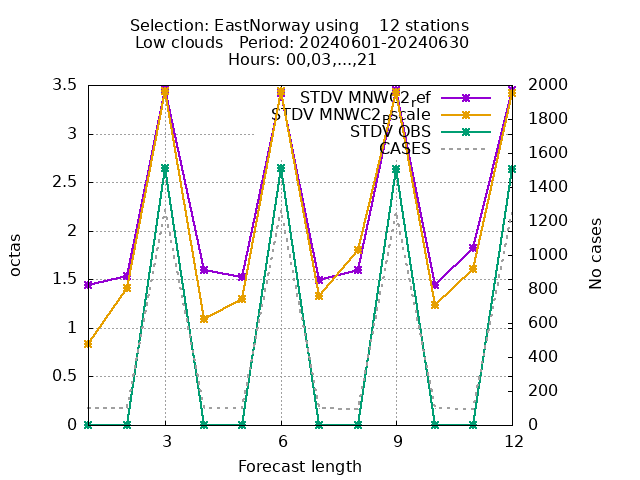 Selection: EastNorway using 12 stations
Low clouds Period: 20240601-20240630
Hours: 00,03,...,21
STDV MNWC2ref
STDV MNWC2Bscale
STDV OBS
CASES
3.5
3
2.5
2
1.5
1
0.5
0
2000
1800
1600
1400
1200
1000
800
600
400
200
0
octas
No cases
3 6 9 12
Forecast length